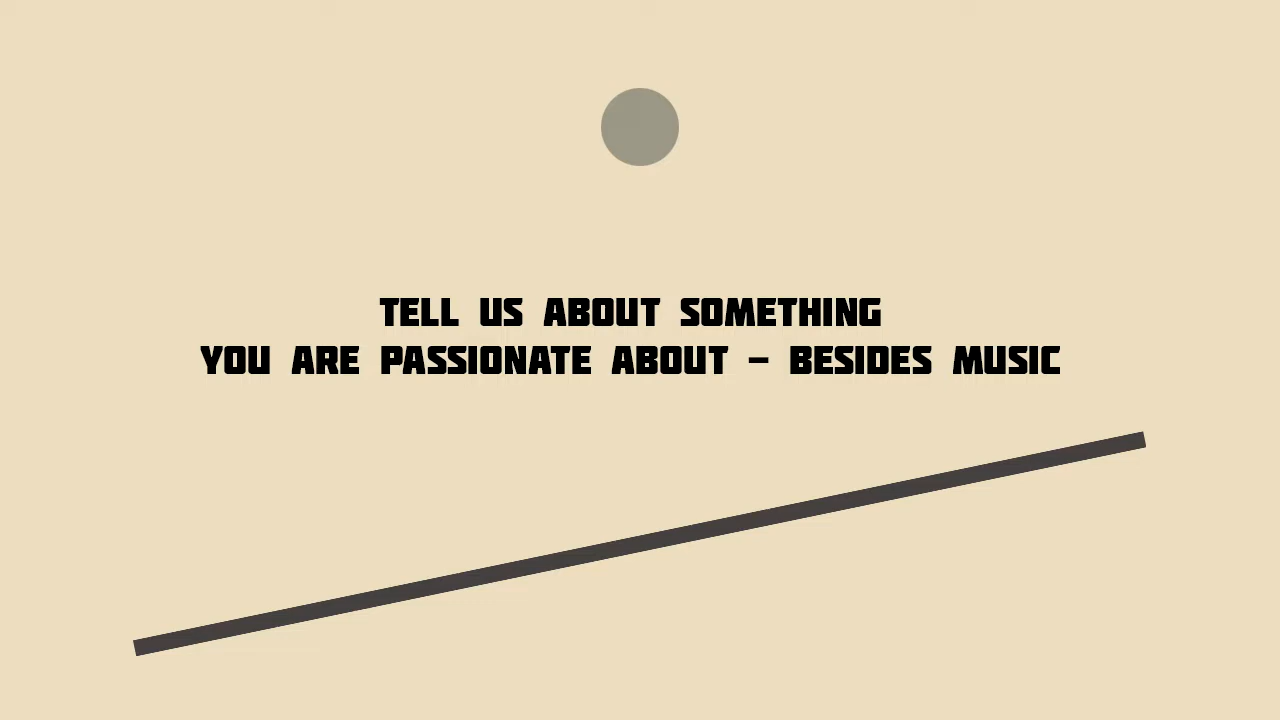 TELL US ABOUT SOMETHING
YOU ARE PASSIONATE ABOUT - BESIDES MUSIC